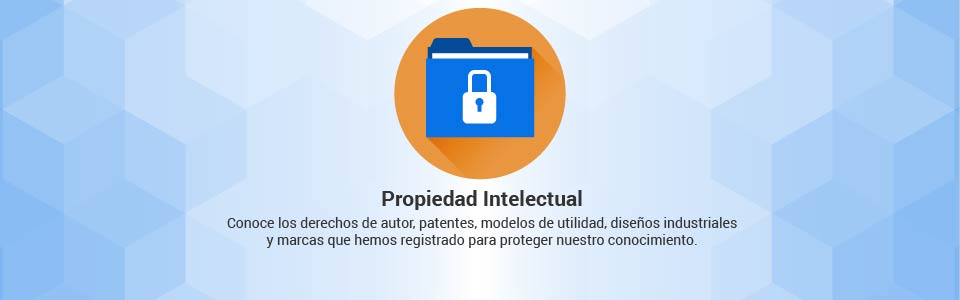 Propiedad Intelectual
Conoce los derechos de autor, patentes, modelos de utilidad, diseños industriales
y marcas que hemos registrado para proteger nuestro conocimiento.